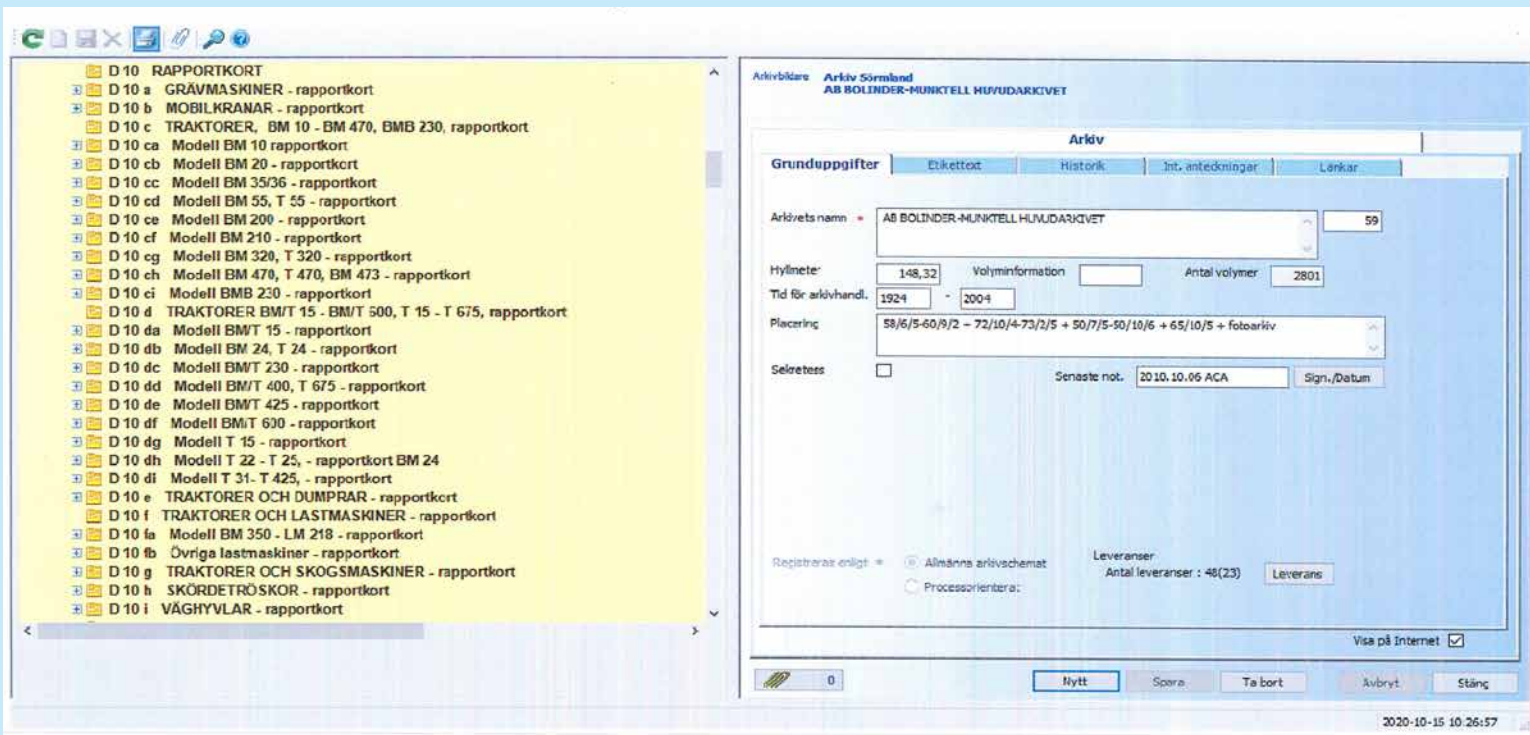 D 10 RAPPORTKORT
D 10 a GRÄVMASKINER - rapportkort
D 10 b MOBILKRANAR - rapportkort
D 10 c TRAKTORER, BM 10 - BM 470, BMB 230, rapportkort
D 10 ca Modell BM 10 rapportkort
D 10 cb Modell BM 20 - rapportkort
D 10 cc Modell BM 35/36 - rapportkort
D 10 cd Modell BM 55, T 55 - rapportkort
D 10 ce Modell BM 200 - rapportkort
D 10 cf Modell BM 210 - rapportkort
D 10 cg Modell BM 320, T 320 - rapportkort
D 10 ch Modell BM 470, T 470, BM 473 - rapportkort
D 10 ci Modell BMB 230 - rapportkort
D 10 d TRAKTORER BM/T 15 - BM/T 600, T 15 - T 675, rapportkort
D 10 da Modell BM/T 15 - rapportkort
D 10 db Modell BM 24, T 24 - rapportkort
D 10 dc Modell BM/T 230 - rapportkort
D 10 dd Modell BM/T 400, T 675 - rapportkort
D 10 de Modell BM/T 425 - rapportkort
D 10 df Modell BM/T 600 - rapportkort
D 10 dg Modell T 15 - rapportkort
D 10 dh Modell T 22 - T 25, - rapportkort BM 24
D 10 di Modell T 31- T 425, - rapportkort
D 10 e TRAKTORER OCH DUMPRAR - rapportkort
D 10 f TRAKTORER OCH LASTMASKINER - rapportkort
D 10 fa Modell BM 350 - LM 218 - rapportkort
D 10 fb Övriga lastmaskiner - rapportkort
D 10 g TRAKTORER OCH SKOGSMASKINER - rapportkort
D 10 h SKÖRDETRÖSKOR - rapportkort
D 10 i VÄGHYVLAR - rapportkort
Arkivbildare Arkiv Sörmland
AB BOLINDER-MUNKTELL HUVUDARKIVET
Arkiv
Grunduppgifter Etikettext Historik Int. anteckningar Länkar
Arkivets namn * AB BOLINDER-MUNKTELL HUVUDARKIVET 59
Hyllmeter 148,32 Volyminformation Antal volymer 2801
Tid för arkivhandl. 1924 - 2004
Placering 58/6/5-60/9/2 + 72/10/4-73/2/5 + 50/7/5-50/10/6 + 65/10/5 + fotoarkiv
Sekretess Senaste not. 2010.10.06 ACA Sign./Datum
Registreras enligt * Allmänna arkivschemat
Processorienterat
Leveranser
Antal leveranser : 48(23) Leverans
Visa på Internet
0 Nytt Spara Ta bort Avbryt Stäng
2020-10-15 10:26:57